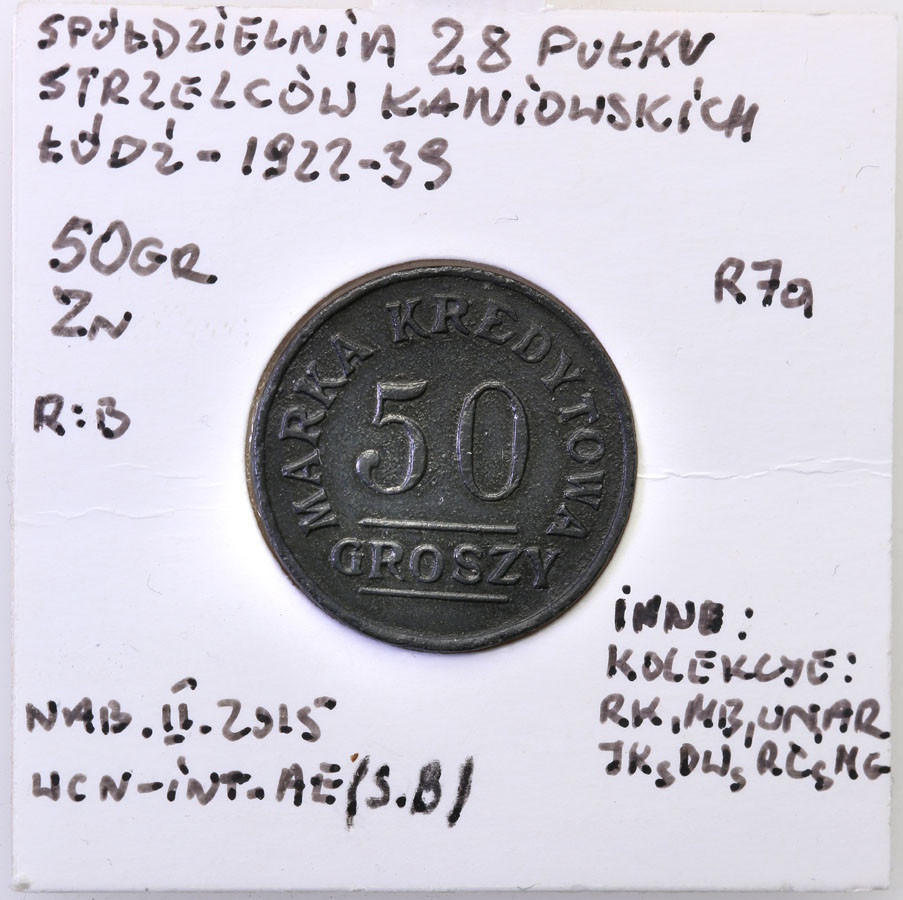 SPÓŁDZIELNIA 28 PUŁKU
STRZELCÓW KANIOWSKICH
ŁÓDŹ - 1922-39
50GR
ZN
R:B
R7a
MARKA KREDYTOWA
50
GROSZY
NAB. II. 2015
WCN-INT. AE (S.B)
INNE:
KOLEKCJE:
RK, MB, UNAR
JK, DW, RC, MG